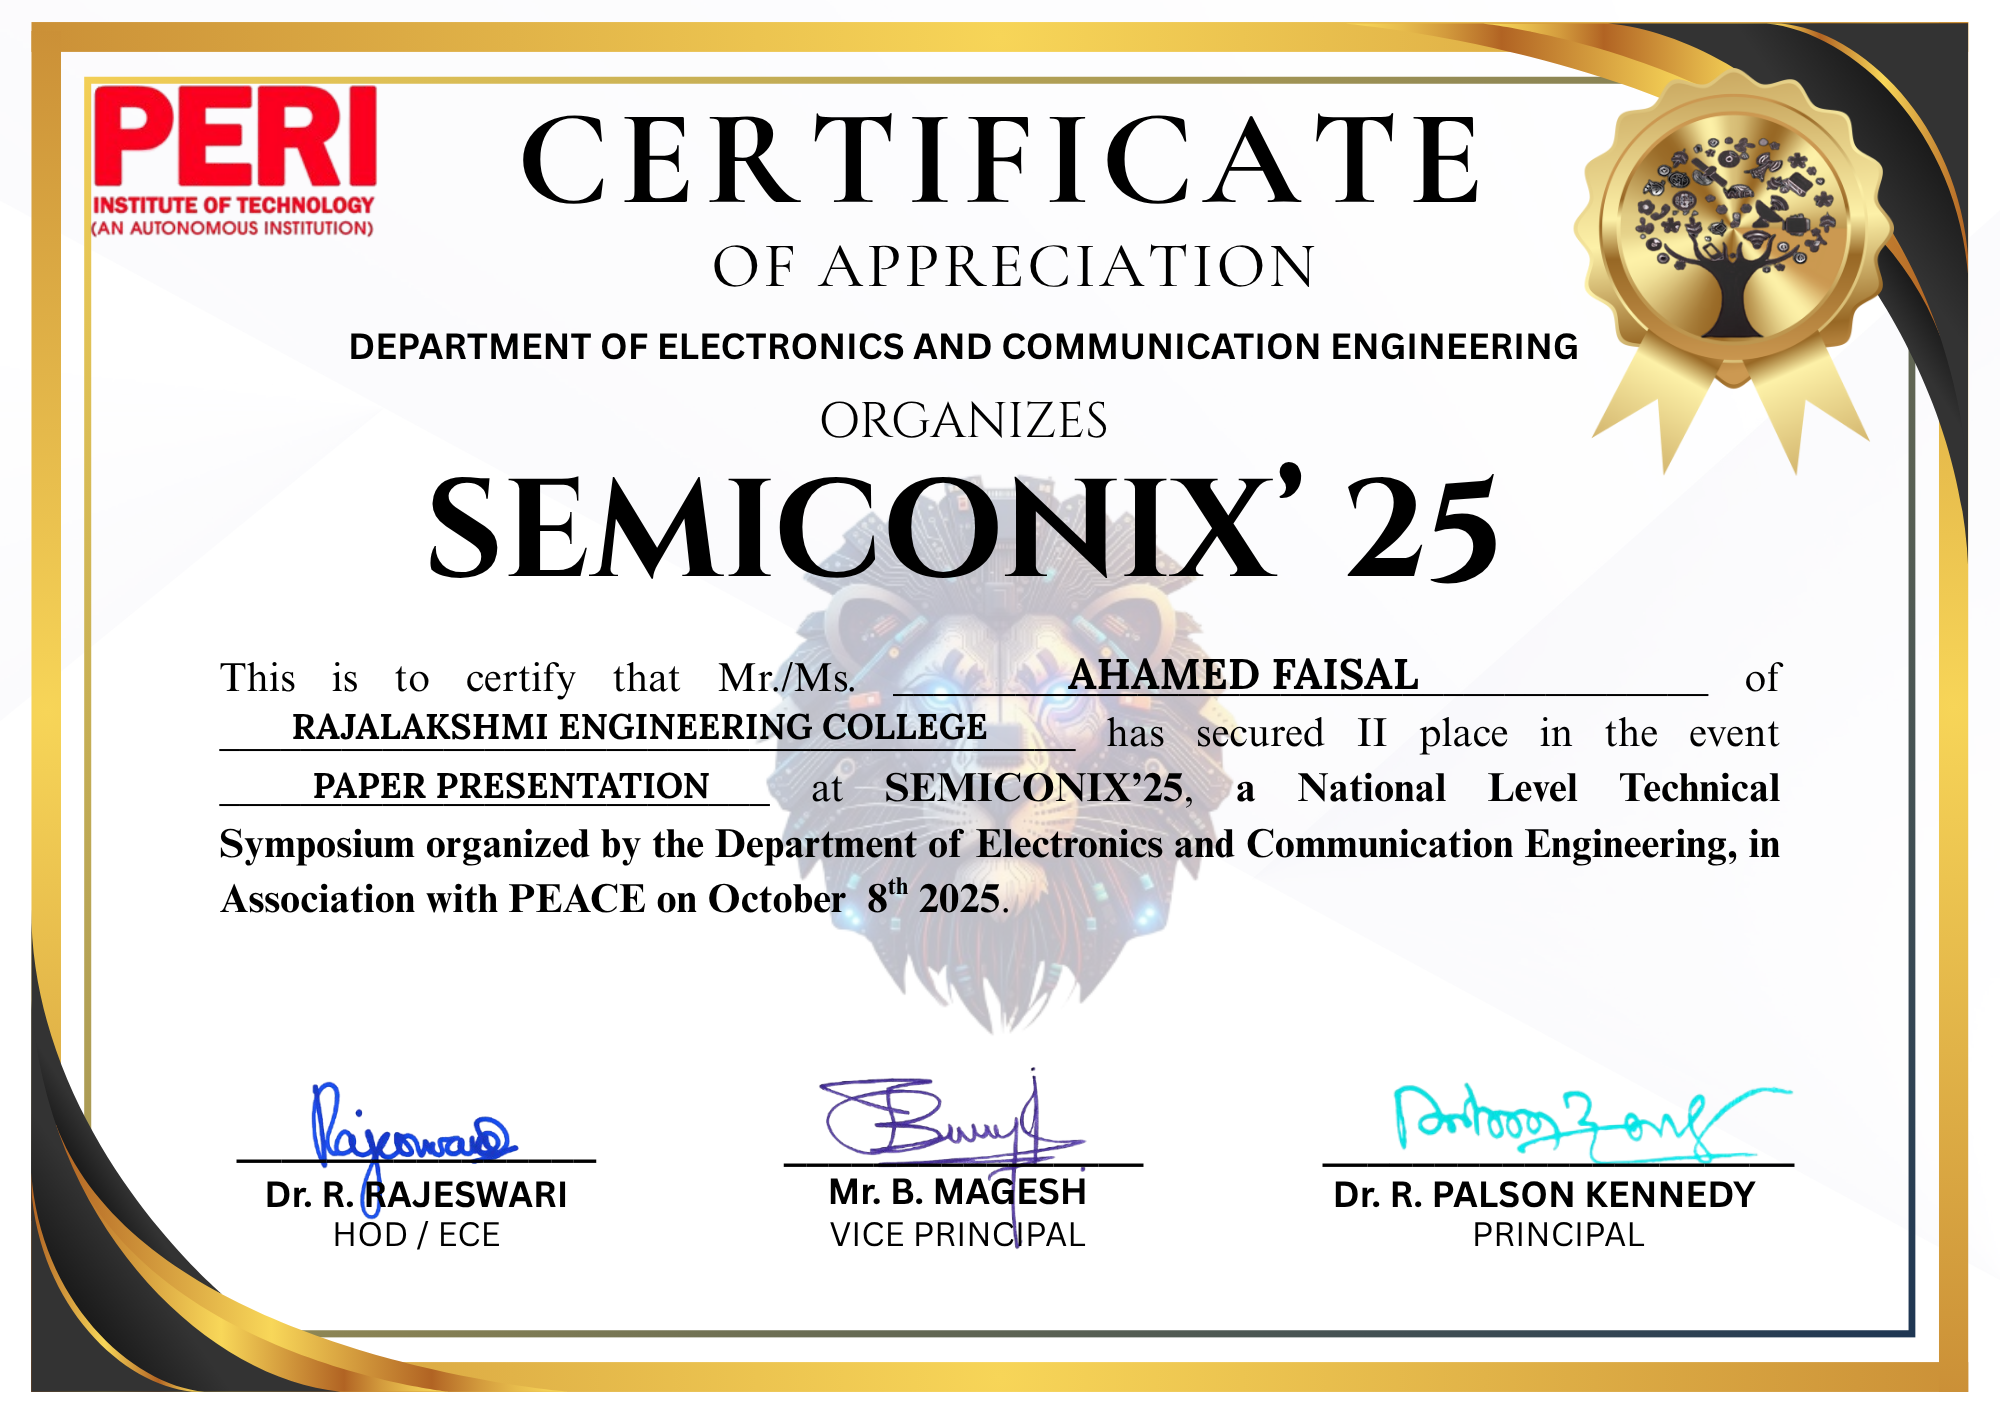 PERI
INSTITUTE OF TECHNOLOGY
(AN AUTONOMOUS INSTITUTION)
CERTIFICATE
OF APPRECIATION
DEPARTMENT OF ELECTRONICS AND COMMUNICATION ENGINEERING
ORGANIZES
SEMICONIX’ 25
This is to certify that Mr./Ms. AHAMED FAISAL of
RAJALAKSHMI ENGINEERING COLLEGE has secured II place in the event
PAPER PRESENTATION at SEMICONIX’25, a National Level Technical
Symposium organized by the Department of Electronics and Communication Engineering, in
Association with PEACE on October 8th 2025.
Rajeswari
Dr. R. RAJESWARI
HOD / ECE
Mr. B. MAGESH
VICE PRINCIPAL
Dr. R. PALSON KENNEDY
PRINCIPAL